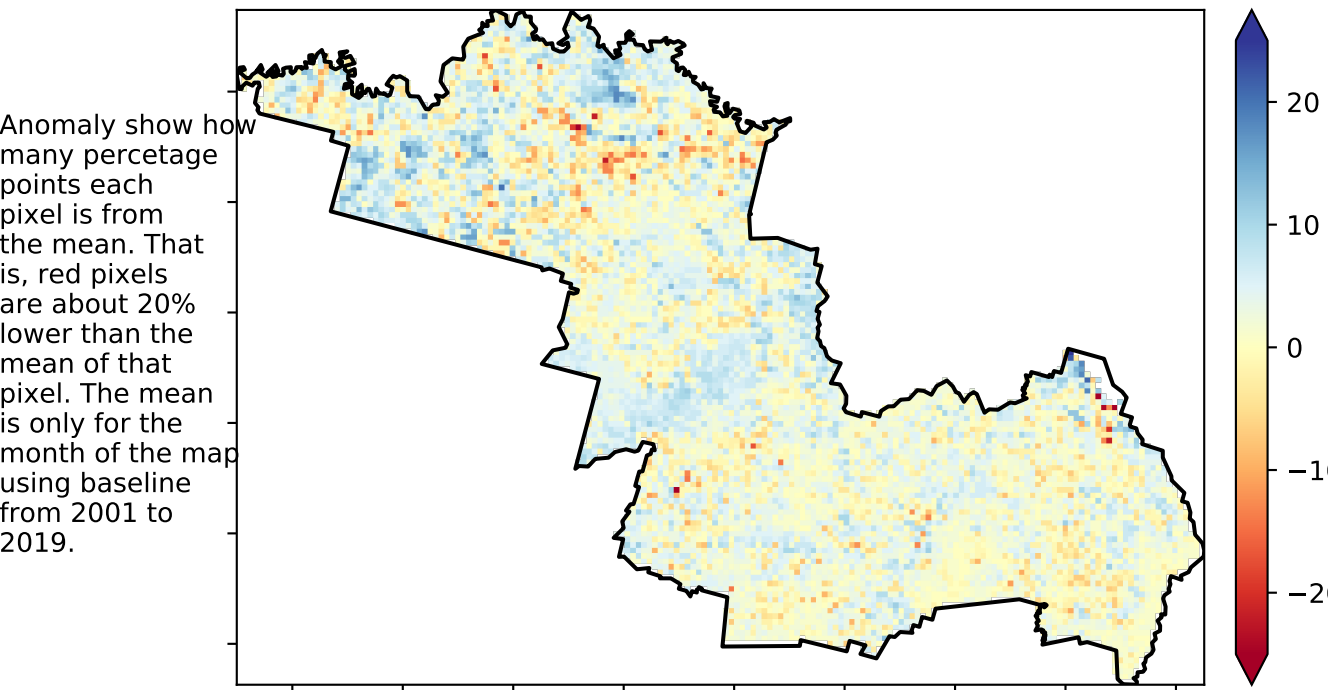 Anomaly show how
many percetage
points each
pixel is from
the mean. That
is, red pixels
are about 20%
lower than the
mean of that
pixel. The mean
is only for the
month of the map
using baseline
from 2001 to
2019.
20
10
0
−10
−20